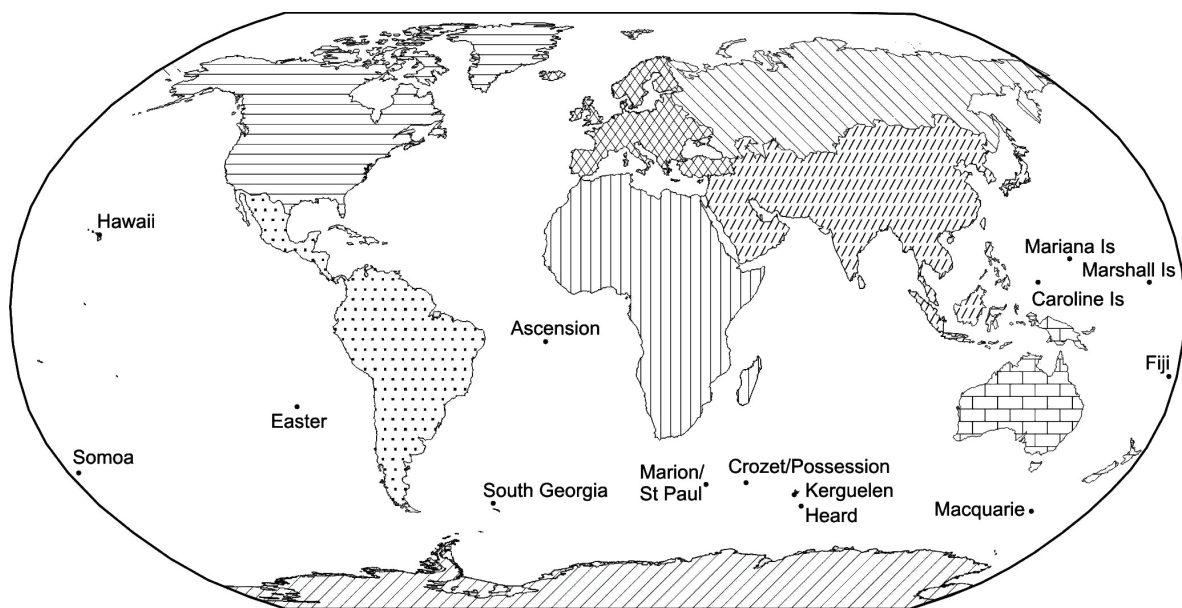 Hawaii
Mariana Is
Marshall Is
Caroline Is
Ascension
Fiji
Easter
Somoa
Marion/
St Paul
Crozet/Possession
Kerguelen
Heard
South Georgia
Macquarie